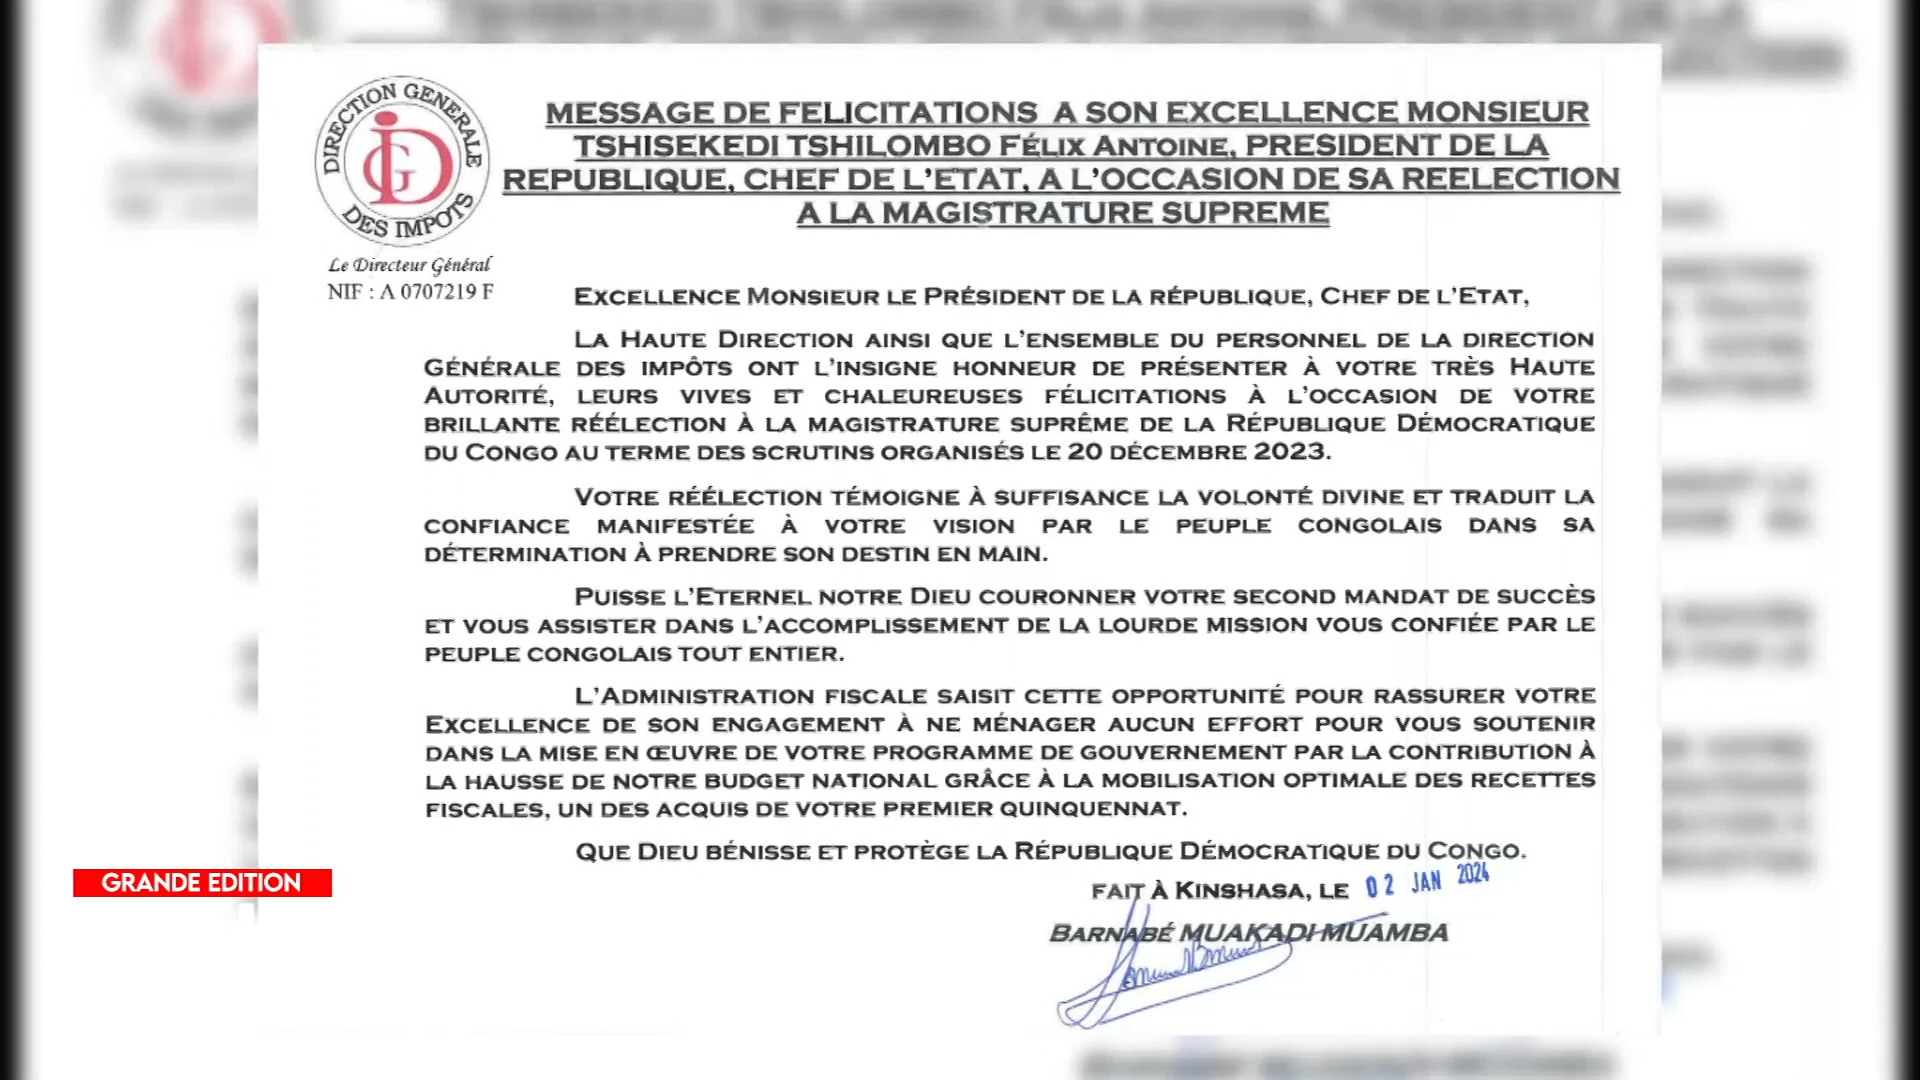 DIRECTION GENERALE
DES IMPOTS
DGI
Le Directeur Général
NIF : A 0707219 F
MESSAGE DE FELICITATIONS A SON EXCELLENCE MONSIEUR
TSHISEKEDI TSHILOMBO Félix Antoine, PRESIDENT DE LA
REPUBLIQUE, CHEF DE L'ETAT, A L'OCCASION DE SA REELECTION
A LA MAGISTRATURE SUPREME
Excellence Monsieur le Président de la république, Chef de l'Etat,
La Haute Direction ainsi que l'ensemble du personnel de la direction
Générale des impôts ont l'insigne honneur de présenter à votre très Haute
Autorité, leurs vives et chaleureuses félicitations à l'occasion de votre
brillante réélection à la magistrature suprême de la République Démocratique
du Congo au terme des scrutins organisés le 20 décembre 2023.
Votre réélection témoigne à suffisance la volonté divine et traduit la
confiance manifestée à votre vision par le peuple congolais dans sa
détermination à prendre son destin en main.
Puisse l'Eternel notre Dieu couronner votre second mandat de succès
et vous assister dans l'accomplissement de la lourde mission vous confiée par le
peuple congolais tout entier.
L'Administration fiscale saisit cette opportunité pour rassurer votre
Excellence de son engagement à ne ménager aucun effort pour vous soutenir
dans la mise en œuvre de votre programme de gouvernement par la contribution à
la hausse de notre budget national grâce à la mobilisation optimale des recettes
fiscales, un des acquis de votre premier quinquennat.
Que Dieu bénisse et protège la République Démocratique du Congo.
fait à Kinshasa, le 02 JAN 2024
Barnabé MUAKADI MUAMBA
GRANDE EDITION